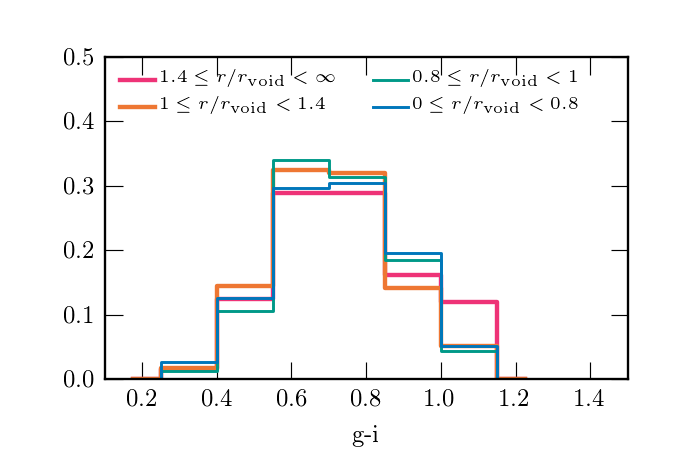 0.5
1.4 ≤ r/r_void < ∞
0.8 ≤ r/r_void < 1
1 ≤ r/r_void < 1.4
0 ≤ r/r_void < 0.8
0.4
0.3
0.2
0.1
0.0
0.2 0.4 0.6 0.8 1.0 1.2 1.4
g-i